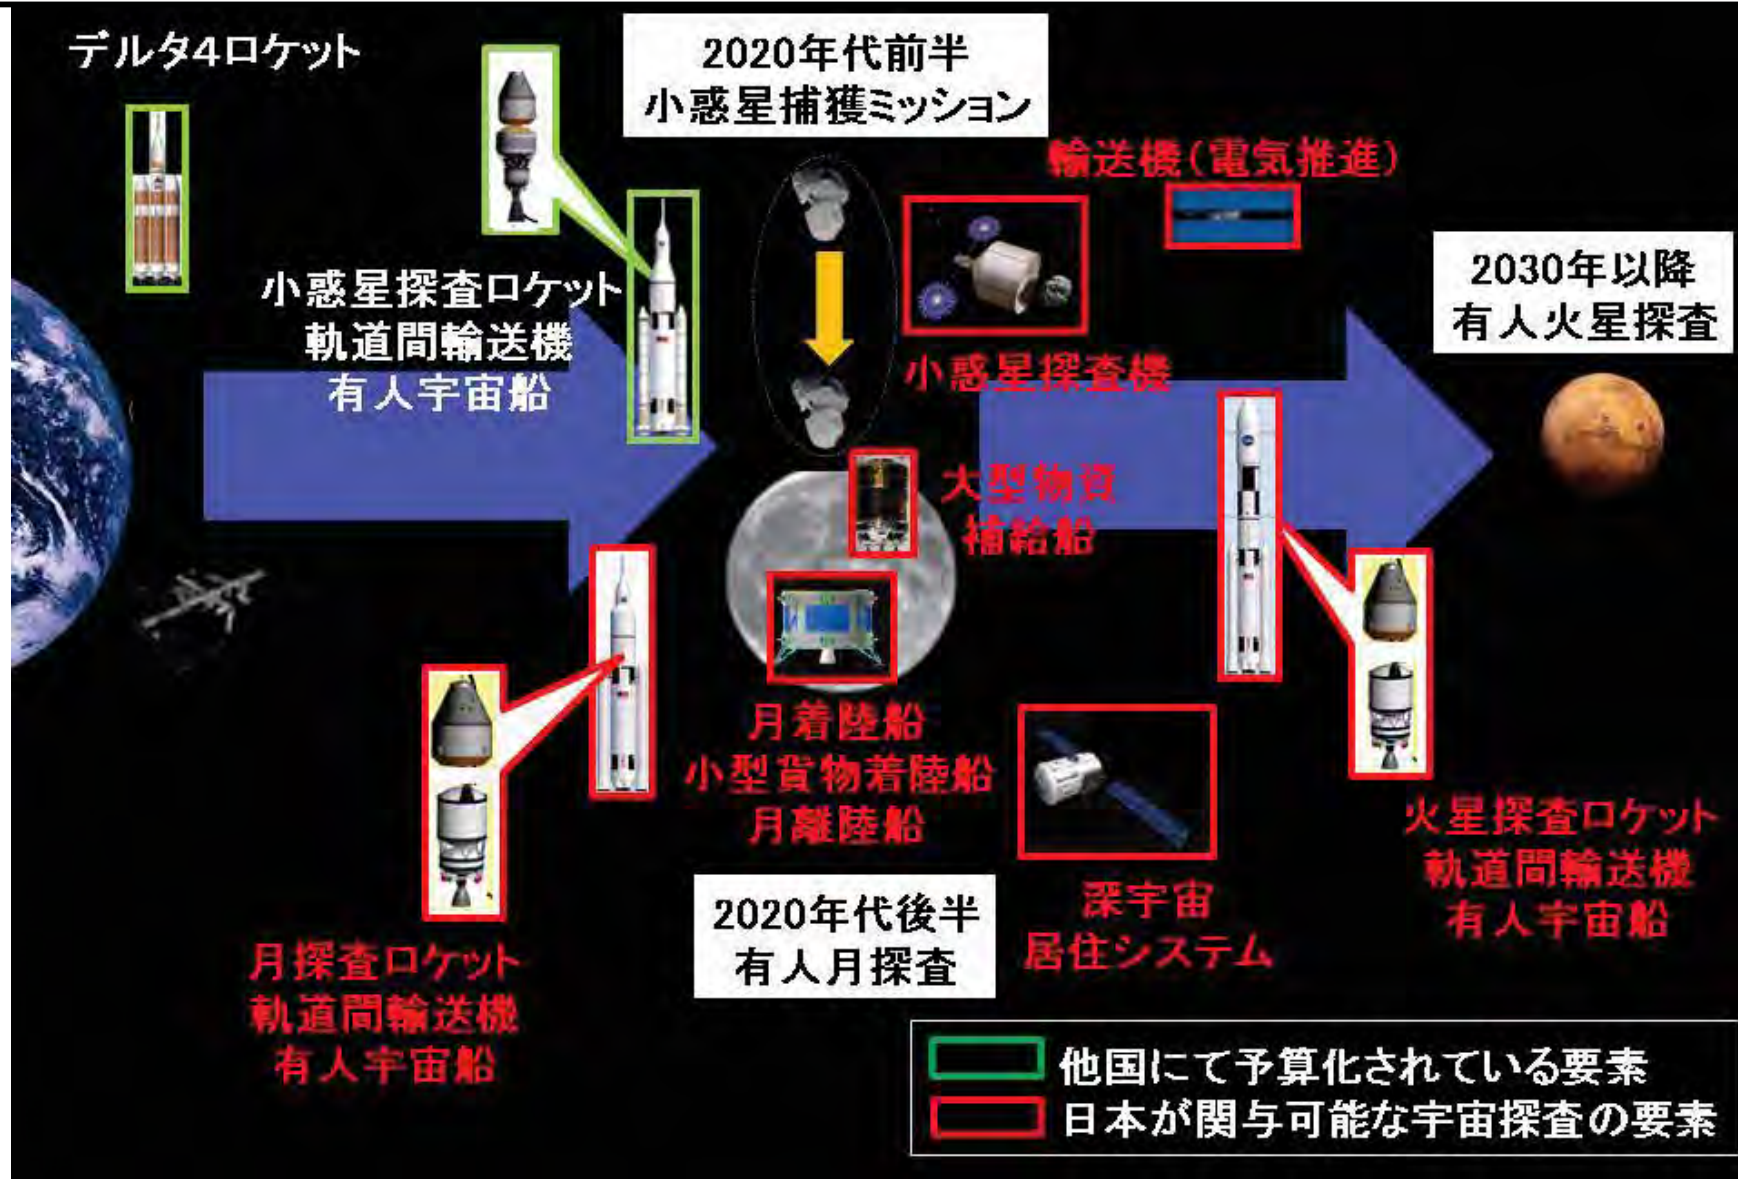 デルタ4ロケット
2020年代前半
小惑星捕獲ミッション
輸送機(電気推進)
小惑星探査ロケット
軌道間輸送機
有人宇宙船
小惑星探査機
2030年以降
有人火星探査
大型物資
補給船
月着陸船
小型貨物着陸船
月離陸船
火星探査ロケット
軌道間輸送機
有人宇宙船
2020年代後半
有人月探査
深宇宙
居住システム
月探査ロケット
軌道間輸送機
有人宇宙船
他国にて予算化されている要素
日本が関与可能な宇宙探査の要素